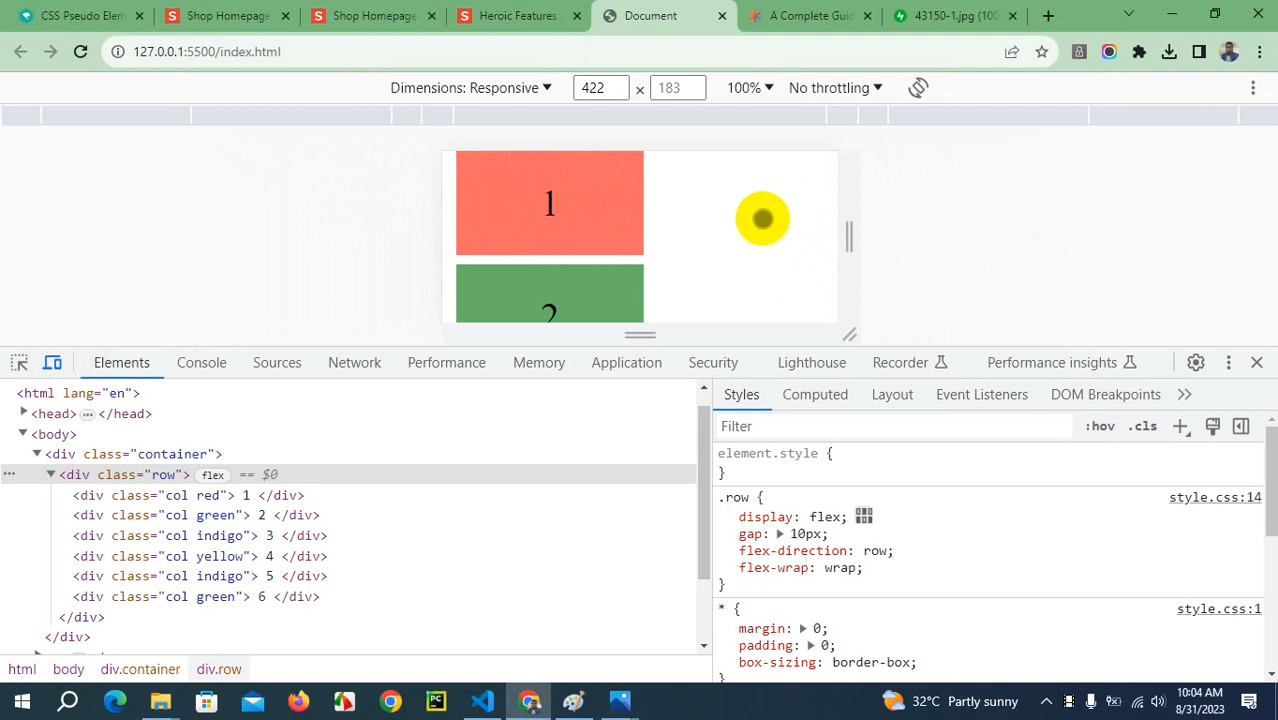 CSS Pseudo Elem
Shop Homepage
Shop Homepage
Heroic Features -
Document
A Complete Guid
43150-1.jpg (100
127.0.0.1:5500/index.html
Dimensions: Responsive
422 × 183
100%
No throttling
1
2
Elements
Console
Sources
Network
Performance
Memory
Application
Security
Lighthouse
Recorder
Performance insights
<html lang="en">
<head> ... </head>
<body>
<div class="container">
<div class="row"> flex == $0
<div class="col red"> 1 </div>
<div class="col green"> 2 </div>
<div class="col indigo"> 3 </div>
<div class="col yellow"> 4 </div>
<div class="col indigo"> 5 </div>
<div class="col green"> 6 </div>
</div>
</div>
html body div.container div.row
Styles
Computed
Layout
Event Listeners
DOM Breakpoints
Filter
:hov .cls
element.style {
}
.row { style.css:14
display: flex;
gap: 10px;
flex-direction: row;
flex-wrap: wrap;
}
* { style.css:1
margin: 0;
padding: 0;
box-sizing: border-box;
}
32°C Partly sunny
10:04 AM
8/31/2023